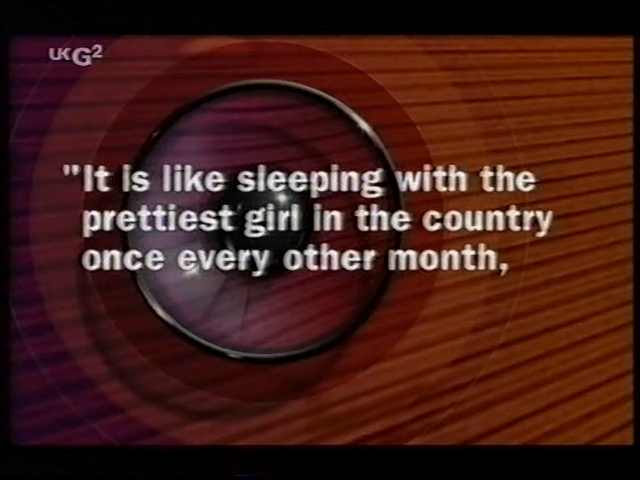 UKG2
"It is like sleeping with the
prettiest girl in the country
once every other month,